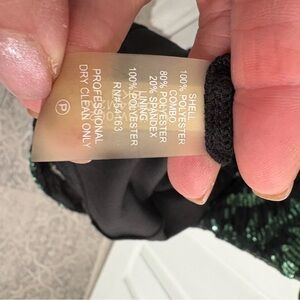 SHELL
100% POLYESTER
COMBO
80% POLYESTER
20% SPANDEX
LINING
100% POLYESTER
RN#54163
PROFESSIONAL
DRY CLEAN ONLY
P